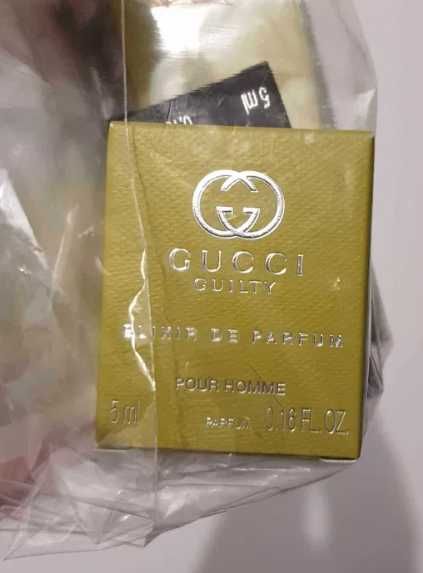 5 ml
GUCCI
GUILTY
ELIXIR DE PARFUM
POUR HOMME
5 ml
PARFUM 0.16 FL. OZ.